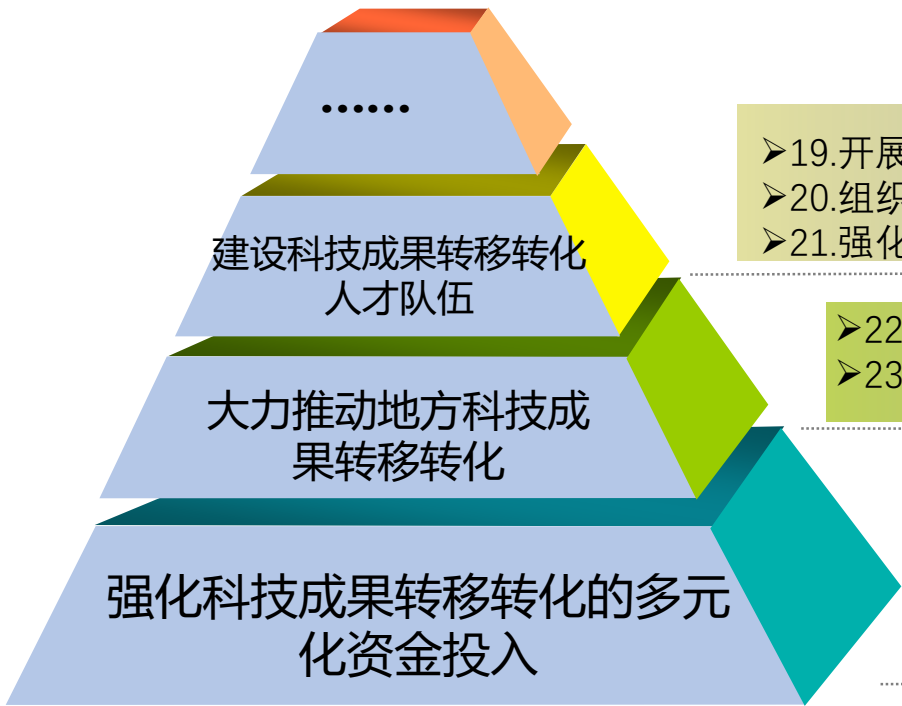 ……
➢19.开展
➢20.组织
➢21.强化
建设科技成果转移转化
人才队伍
➢22
➢23
大力推动地方科技成
果转移转化
强化科技成果转移转化的多元
化资金投入